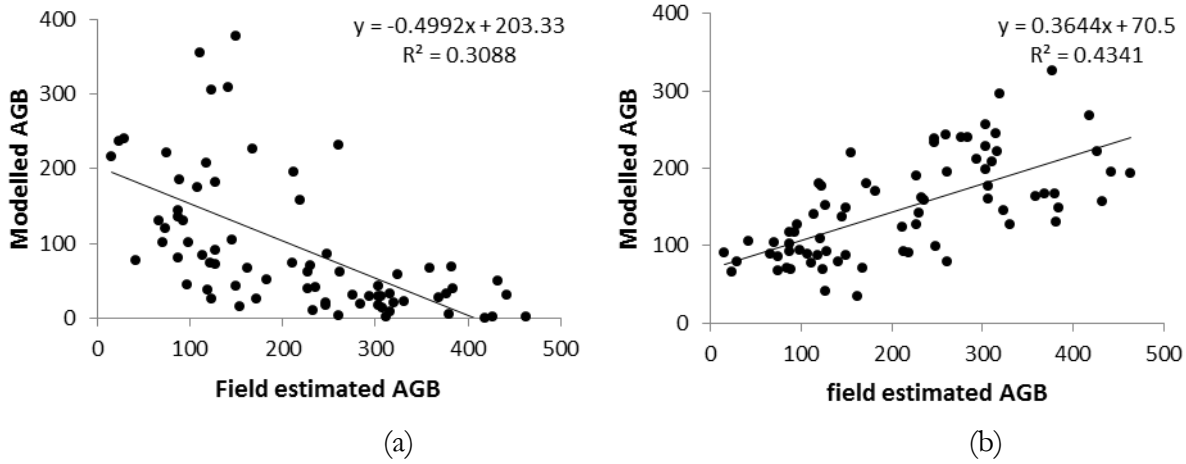 y = -0.4992x + 203.33
R² = 0.3088
400
300
200
100
0
Modelled AGB
0 100 200 300 400 500
Field estimated AGB
(a)
y = 0.3644x + 70.5
R² = 0.4341
400
300
200
100
0
Modelled AGB
0 100 200 300 400 500
field estimated AGB
(b)